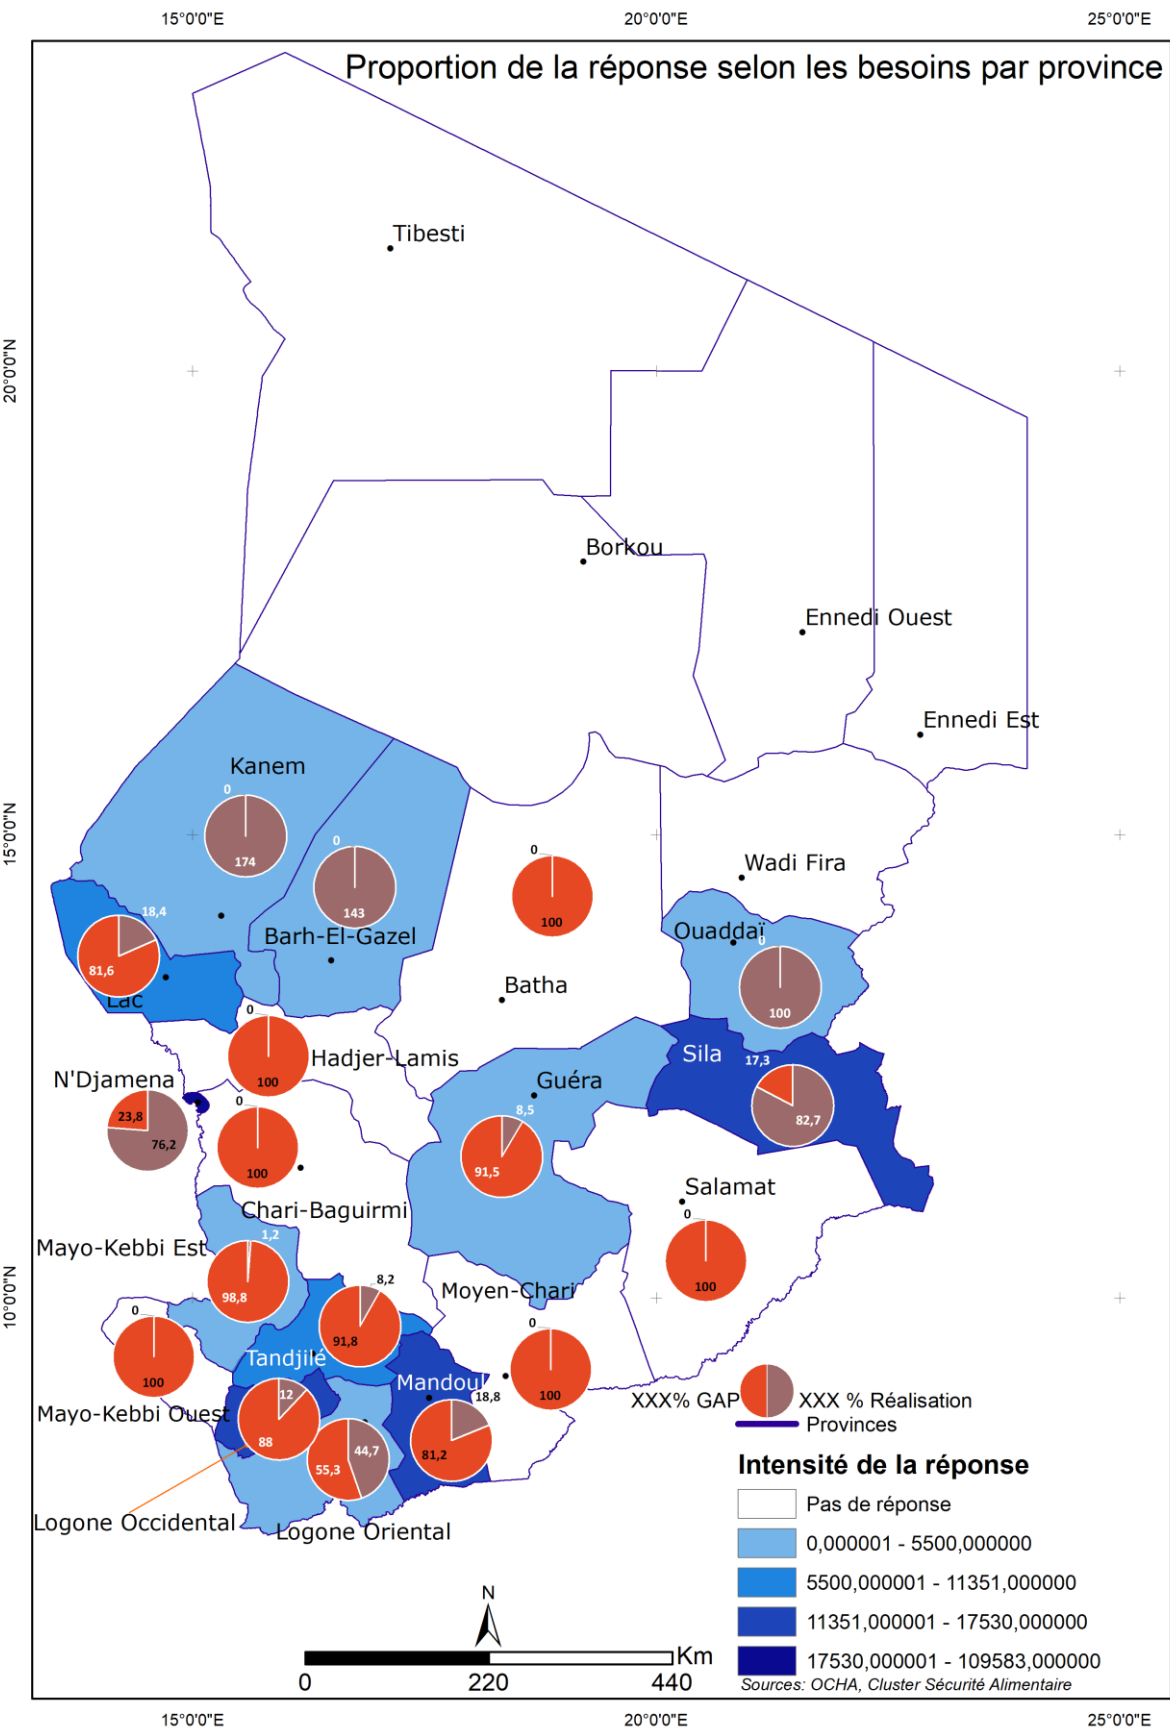 15°0'0"E 20°0'0"E 25°0'0"E
Proportion de la réponse selon les besoins par province
Tibesti
20°0'0"N
Borkou
Ennedi Ouest
Ennedi Est
Kanem
0
174
15°0'0"N
0
143
Barh-El-Gazel
0
100
Batha
Wadi Fira
Ouaddaï
0
100
18,4
81,6
Lac
0
100
Hadjer-Lamis
Sila
17,3
82,7
N'Djamena
23,8
76,2
Guéra
8,5
91,5
0
100
Chari-Baguirmi
Salamat
0
100
Mayo-Kebbi Est
1,2
98,8
10°0'0"N
Moyen-Chari
0
100
8,2
91,8
Tandjilé
0
100
Mayo-Kebbi Ouest
Mandoul
18,8
81,2
12
88
44,7
55,3
Logone Occidental
Logone Oriental
XXX% GAP XXX % Réalisation
Provinces
Intensité de la réponse
Pas de réponse
0,000001 - 5500,000000
5500,000001 - 11351,000000
11351,000001 - 17530,000000
17530,000001 - 109583,000000
Sources: OCHA, Cluster Sécurité Alimentaire
N
Km
0 220 440
15°0'0"E 20°0'0"E 25°0'0"E